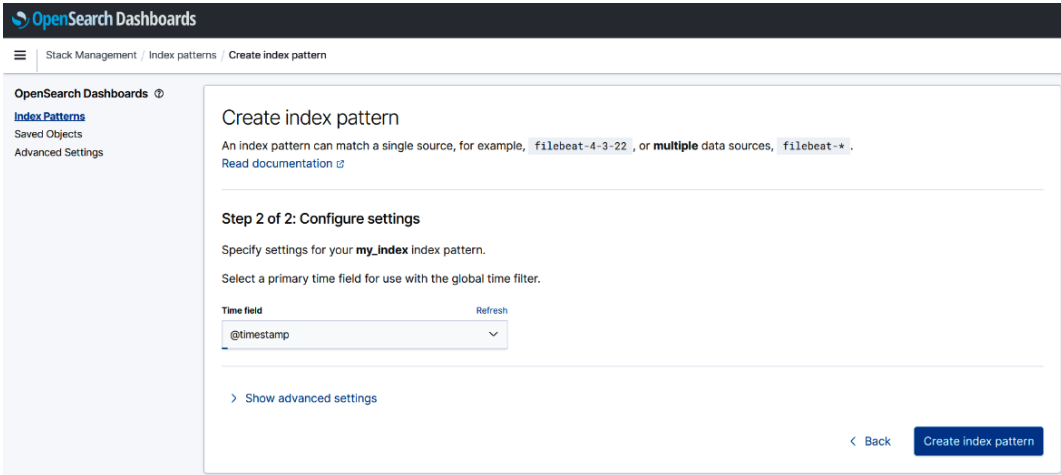 OpenSearch Dashboards
Stack Management / Index patterns / Create index pattern
OpenSearch Dashboards
Index Patterns
Saved Objects
Advanced Settings
Create index pattern
An index pattern can match a single source, for example, filebeat-4-3-22 , or multiple data sources, filebeat-* .
Read documentation
Step 2 of 2: Configure settings
Specify settings for your my_index index pattern.
Select a primary time field for use with the global time filter.
Time field Refresh
@timestamp
Show advanced settings
Back Create index pattern